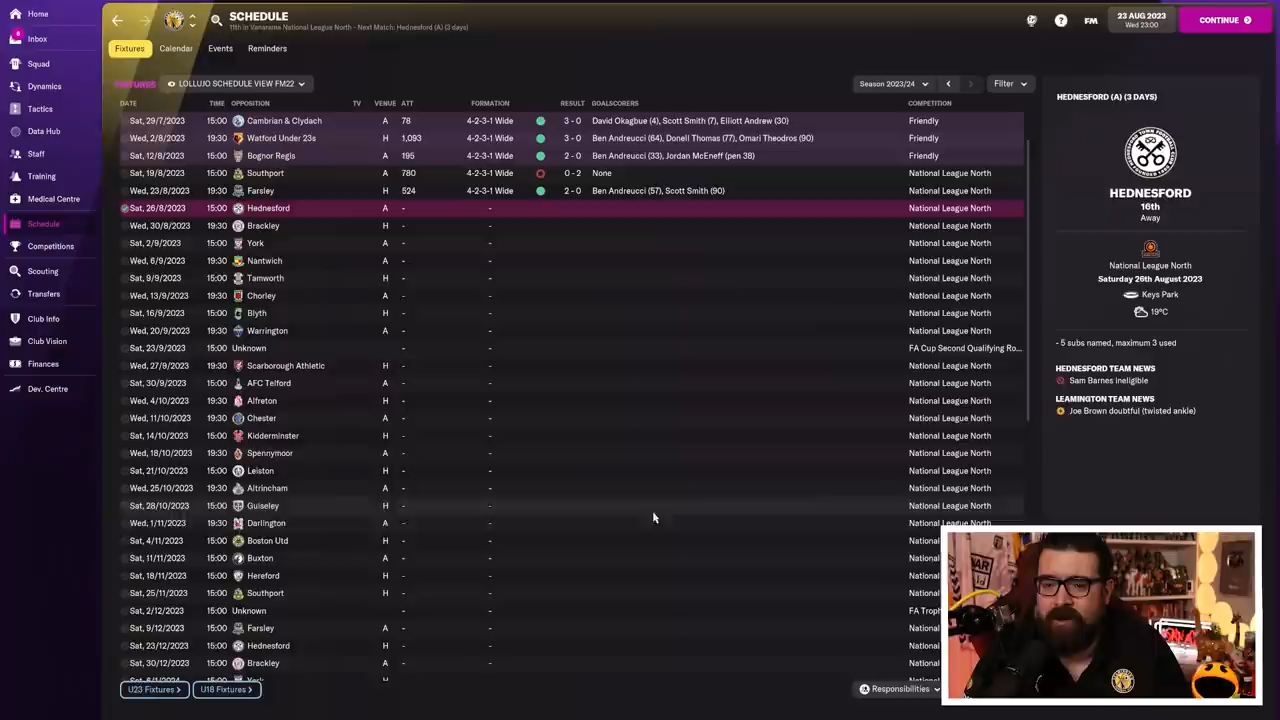 Home
SCHEDULE
11th in Vanarama National League North - Next Match: Hednesford (A) (3 days)
FM
23 AUG 2023
Wed 23:00
CONTINUE
Inbox
Squad
Dynamics
Tactics
Data Hub
Staff
Training
Medical Centre
Schedule
Competitions
Scouting
Transfers
Club Info
Club Vision
Finances
Dev. Centre
Fixtures Calendar Events Reminders
FIXTURES LOLLUJO SCHEDULE VIEW FM22 Season 2023/24 Filter
DATE TIME OPPOSITION TV VENUE ATT FORMATION RESULT GOALSCORERS COMPETITION
Sat, 29/7/2023 15:00 Cambrian & Clydach A 78 4-2-3-1 Wide 3 - 0 David Okagbue (4), Scott Smith (7), Elliott Andrew (30) Friendly
Wed, 2/8/2023 19:30 Watford Under 23s H 1,093 4-2-3-1 Wide 3 - 0 Ben Andreucci (64), Donell Thomas (77), Omari Theodros (90) Friendly
Sat, 12/8/2023 15:00 Bognor Regis A 195 4-2-3-1 Wide 2 - 0 Ben Andreucci (33), Jordan McEneff (pen 38) Friendly
Sat, 19/8/2023 15:00 Southport A 780 4-2-3-1 Wide 0 - 2 None National League North
Wed, 23/8/2023 19:30 Farsley H 524 4-2-3-1 Wide 2 - 0 Ben Andreucci (57), Scott Smith (90) National League North
Sat, 26/8/2023 15:00 Hednesford A - - National League North
Wed, 30/8/2023 19:30 Brackley H - - National League North
Sat, 2/9/2023 15:00 York A - - National League North
Wed, 6/9/2023 19:30 Nantwich A - - National League North
Sat, 9/9/2023 15:00 Tamworth H - - National League North
Wed, 13/9/2023 19:30 Chorley A - - National League North
Sat, 16/9/2023 15:00 Blyth H - - National League North
Wed, 20/9/2023 19:30 Warrington A - - National League North
Sat, 23/9/2023 15:00 Unknown - - FA Cup Second Qualifying Ro...
Wed, 27/9/2023 19:30 Scarborough Athletic H - - National League North
Sat, 30/9/2023 15:00 AFC Telford A - - National League North
Wed, 4/10/2023 19:30 Alfreton H - - National League North
Wed, 11/10/2023 19:30 Chester A - - National League North
Sat, 14/10/2023 15:00 Kidderminster H - - National League North
Wed, 18/10/2023 19:30 Spennymoor A - - National League North
Sat, 21/10/2023 15:00 Leiston H - - National League North
Wed, 25/10/2023 19:30 Altrincham A - - National League North
Sat, 28/10/2023 15:00 Guiseley H - - National League North
Wed, 1/11/2023 19:30 Darlington A - - National League North
Sat, 4/11/2023 15:00 Boston Utd H - - National
Sat, 11/11/2023 15:00 Buxton A - - National
Sat, 18/11/2023 15:00 Hereford H - - National
Sat, 25/11/2023 15:00 Southport H - - National
Sat, 2/12/2023 15:00 Unknown - - FA Troph
Sat, 9/12/2023 15:00 Farsley A - - National
Sat, 23/12/2023 15:00 Hednesford H - - National
Sat, 30/12/2023 15:00 Brackley A - - National
U23 Fixtures > U18 Fixtures > Responsibilities
HEDNESFORD (A) (3 DAYS)
HEDNESFORD
16th
Away
National League North
Saturday 26th August 2023
Keys Park
19°C
- 5 subs named, maximum 3 used
HEDNESFORD TEAM NEWS
Sam Barnes ineligible
LEAMINGTON TEAM NEWS
Joe Brown doubtful (twisted ankle)